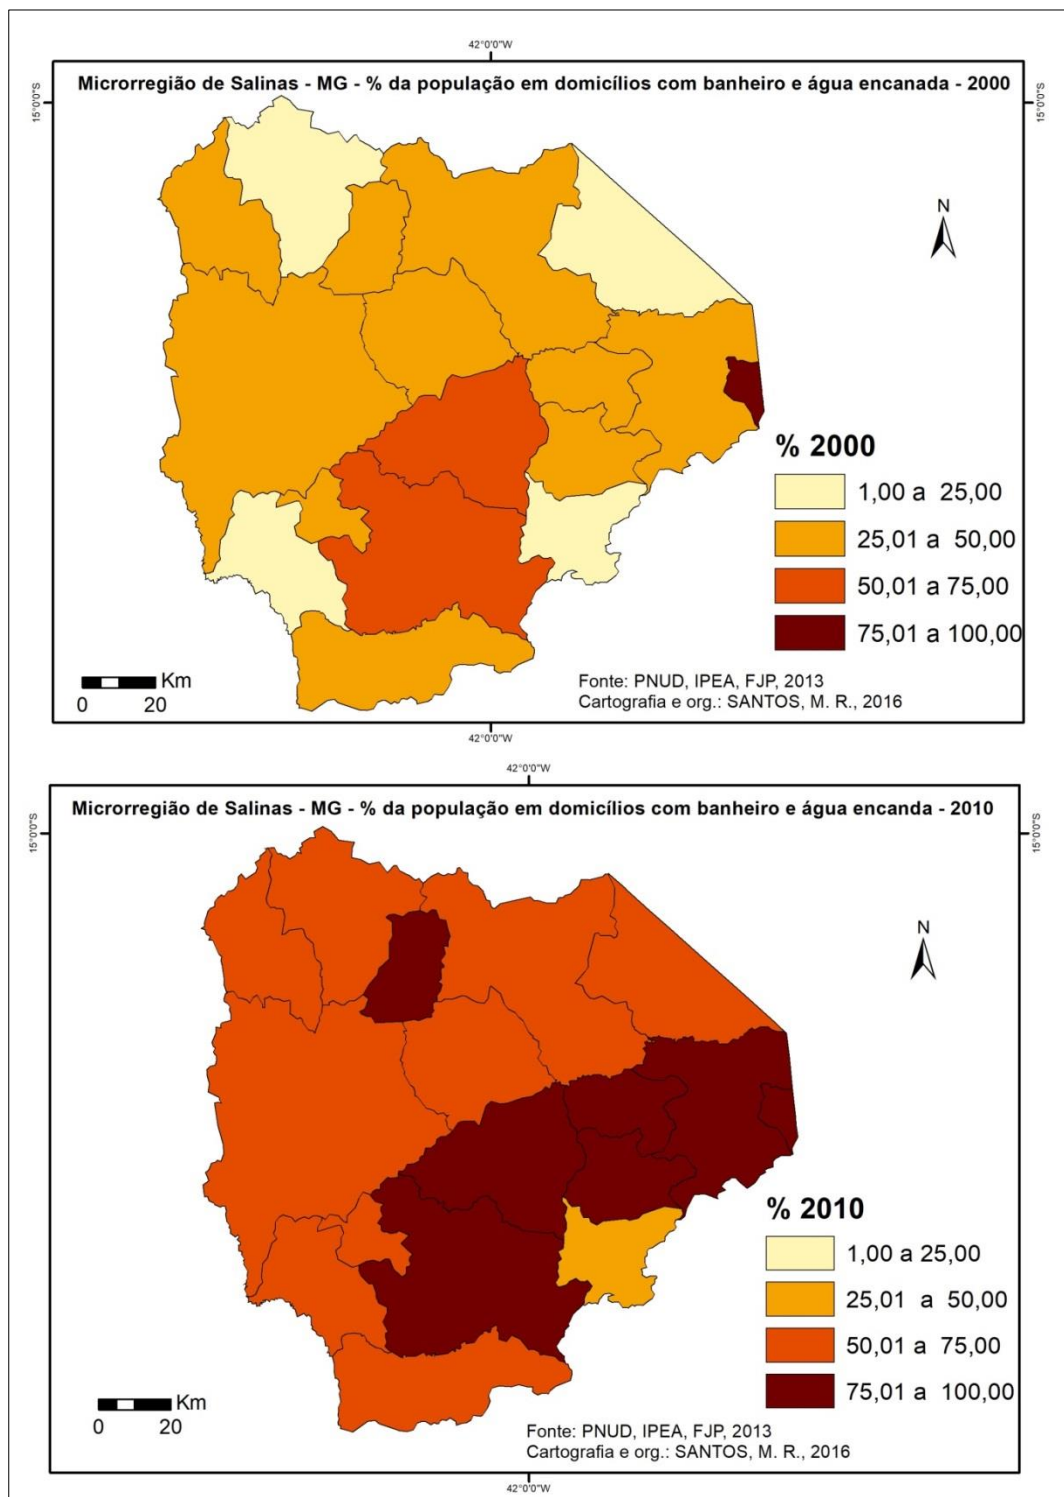 42°0'0"W
Microrregião de Salinas - MG - % da população em domicílios com banheiro e água encanada - 2000
15°0'0"S
15°0'0"S
N
% 2000
1,00 a 25,00
25,01 a 50,00
50,01 a 75,00
75,01 a 100,00
Km
0 20
Fonte: PNUD, IPEA, FJP, 2013
Cartografia e org.: SANTOS, M. R., 2016
42°0'0"W
42°0'0"W
Microrregião de Salinas - MG - % da população em domicílios com banheiro e água encanda - 2010
15°0'0"S
15°0'0"S
N
% 2010
1,00 a 25,00
25,01 a 50,00
50,01 a 75,00
75,01 a 100,00
Km
0 20
Fonte: PNUD, IPEA, FJP, 2013
Cartografia e org.: SANTOS, M. R., 2016
42°0'0"W